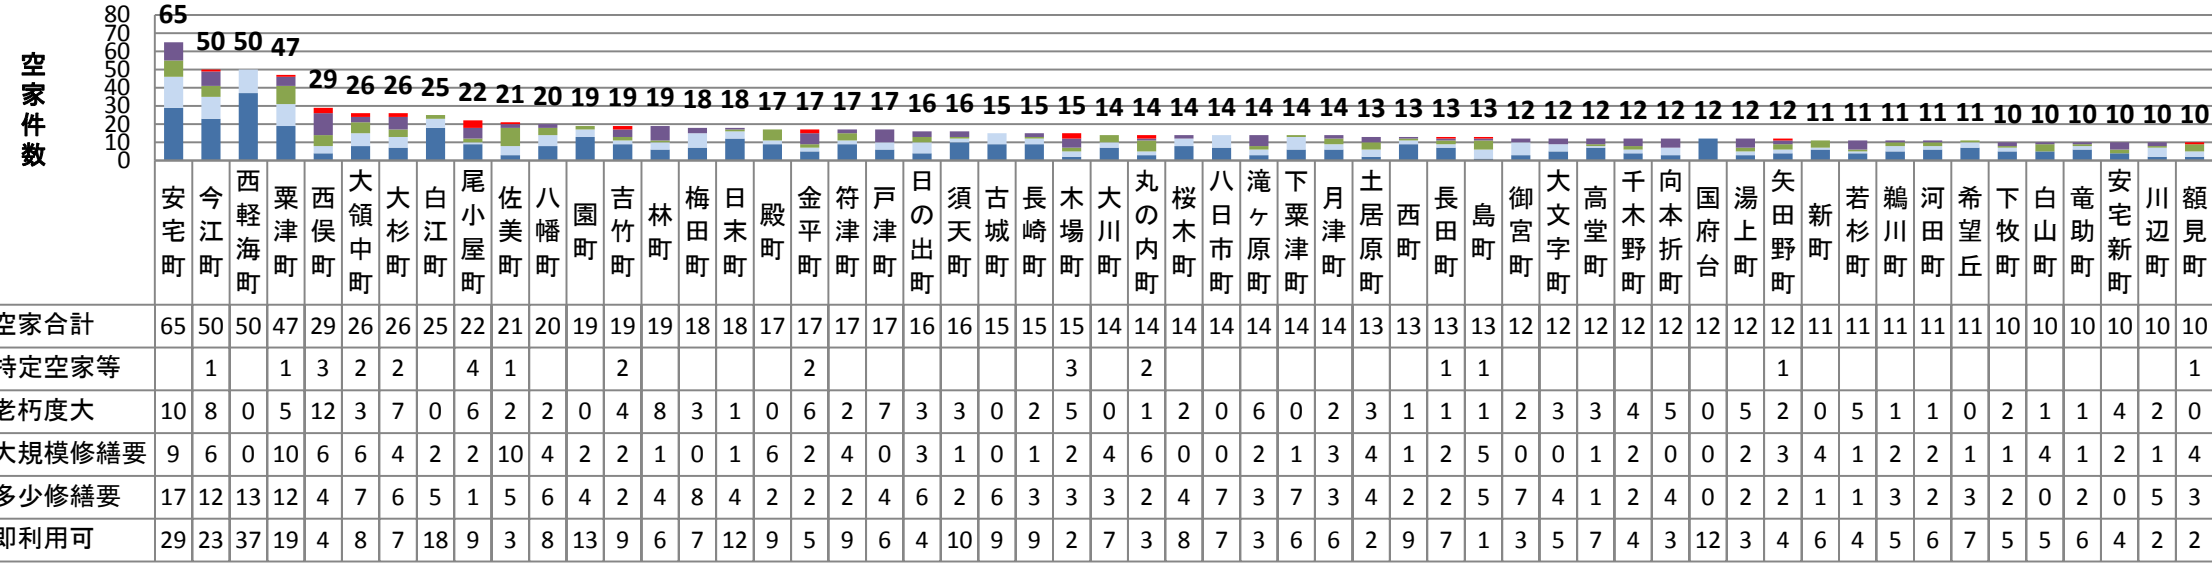 空家件数
80
70
60
50
40
30
20
10
0
65 50 50 47 29 26 26 25 22 21 20 19 19 19 18 18 17 17 17 17 16 16 15 15 15 14 14 14 14 14 14 14 13 13 13 13 12 12 12 12 12 12 12 12 11 11 11 11 11 10 10 10 10 10 10
安宅町 今江町 西軽海町 粟津町 西俣町 大領中町 大杉町 白江町 尾小屋町 佐美町 八幡町 園町 吉竹町 林町 梅田町 日末町 殿町 金平町 符津町 戸津町 日の出町 須天町 古城町 長崎町 木場町 大川町 丸の内町 桜木町 八日市町 滝ヶ原町 下粟津町 月津町 土居原町 西町 長田町 島町 御宮町 大文字町 高堂町 千木野町 向本折町 国府台 湯上町 矢田野町 新町 若杉町 鵜川町 河田町 希望丘 下牧町 白山町 竜助町 安宅新町 川辺町 額見町
空家合計 65 50 50 47 29 26 26 25 22 21 20 19 19 19 18 18 17 17 17 17 16 16 15 15 15 14 14 14 14 14 14 14 13 13 13 13 12 12 12 12 12 12 12 12 11 11 11 11 11 10 10 10 10 10 10
持定空家等 1 1 3 2 2 4 1 2 2 3 2 1 1 1 1
老朽度大 10 8 0 5 12 3 7 0 6 2 2 0 4 8 3 1 0 6 2 7 3 3 0 2 5 0 1 2 0 6 0 2 3 1 1 1 2 3 3 4 5 0 5 2 0 5 1 1 0 2 1 1 4 2 0
大規模修繕要 9 6 0 10 6 6 4 2 2 10 4 2 2 1 0 1 6 2 4 0 3 1 0 1 2 4 6 0 0 2 1 3 4 1 2 5 0 0 1 2 0 0 2 3 4 1 2 2 1 1 4 1 2 1 4
多少修繕要 17 12 13 12 4 7 6 5 1 5 6 4 2 4 8 4 2 2 2 4 6 2 6 3 3 3 2 4 7 3 7 3 4 2 2 5 7 4 1 2 4 0 2 2 1 1 3 2 3 2 0 2 0 5 3
即利用可 29 23 37 19 4 8 7 18 9 3 8 13 9 6 7 12 9 5 9 6 4 10 9 9 2 7 3 8 7 3 6 6 2 9 7 1 3 5 7 4 3 12 3 4 6 4 5 6 7 5 5 6 4 2 2